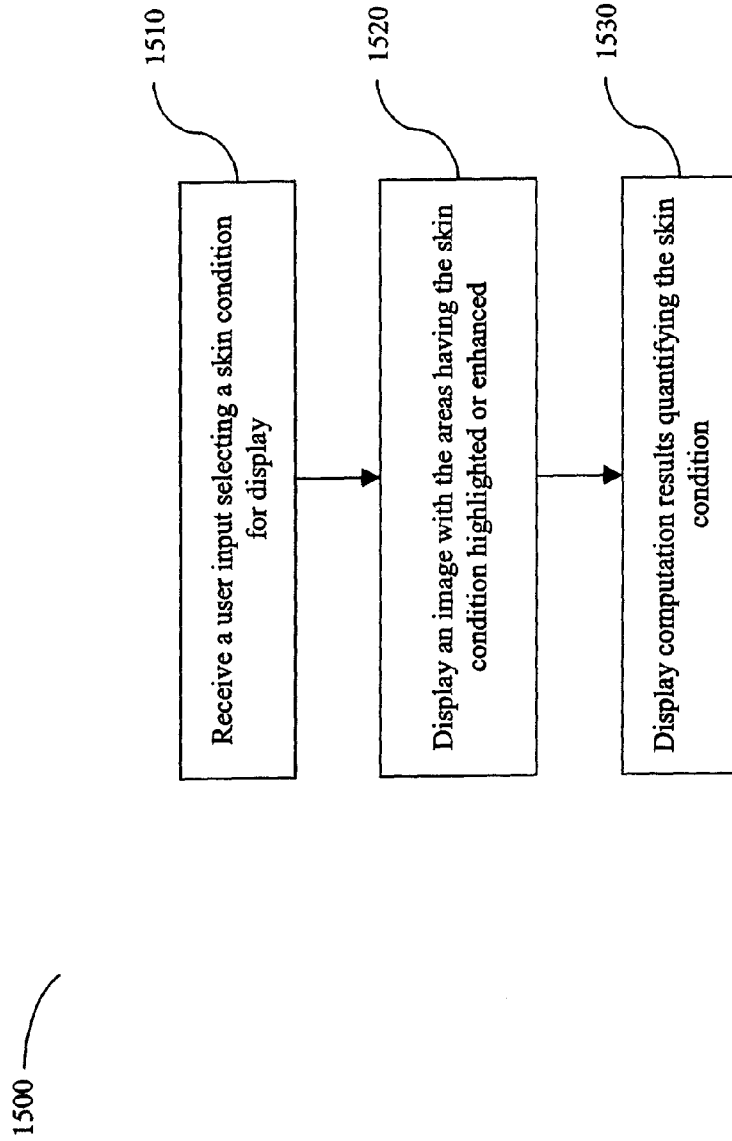 1500
1510
Receive a user input selecting a skin condition
for display
1520
Display an image with the areas having the skin
condition highlighted or enhanced
1530
Display computation results quantifying the skin
condition